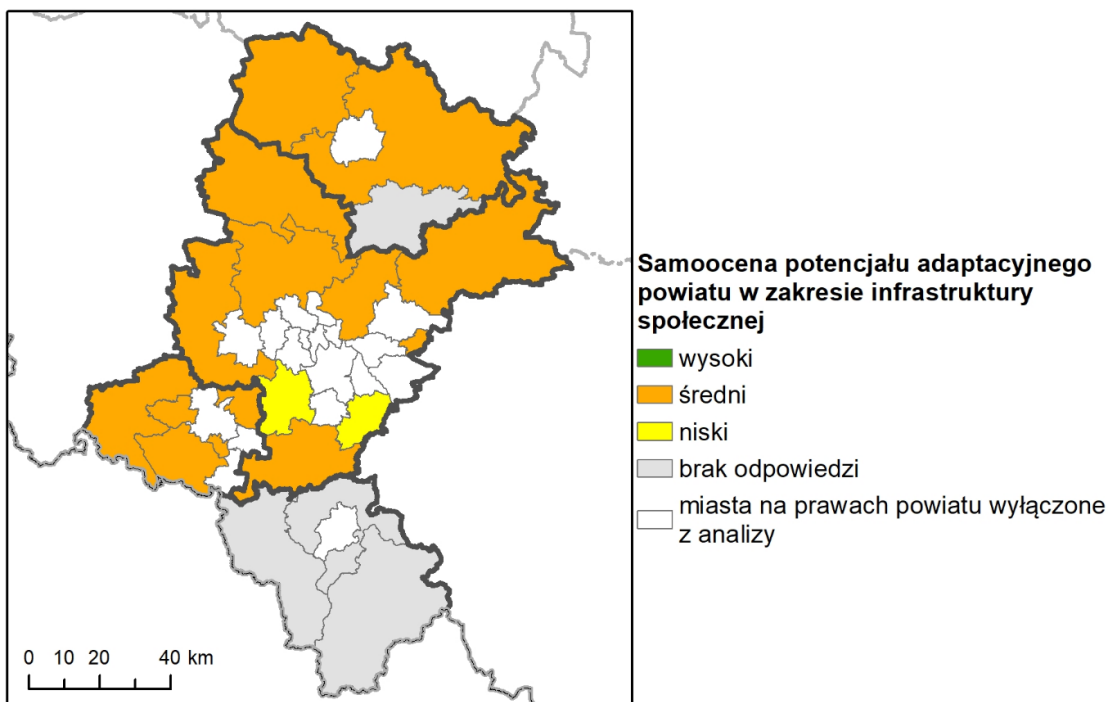 Samoocena potencjału adaptacyjnego
powiatu w zakresie infrastruktury
społecznej
wysoki
średni
niski
brak odpowiedzi
miasta na prawach powiatu wyłączone
z analizy
0 10 20 40 km